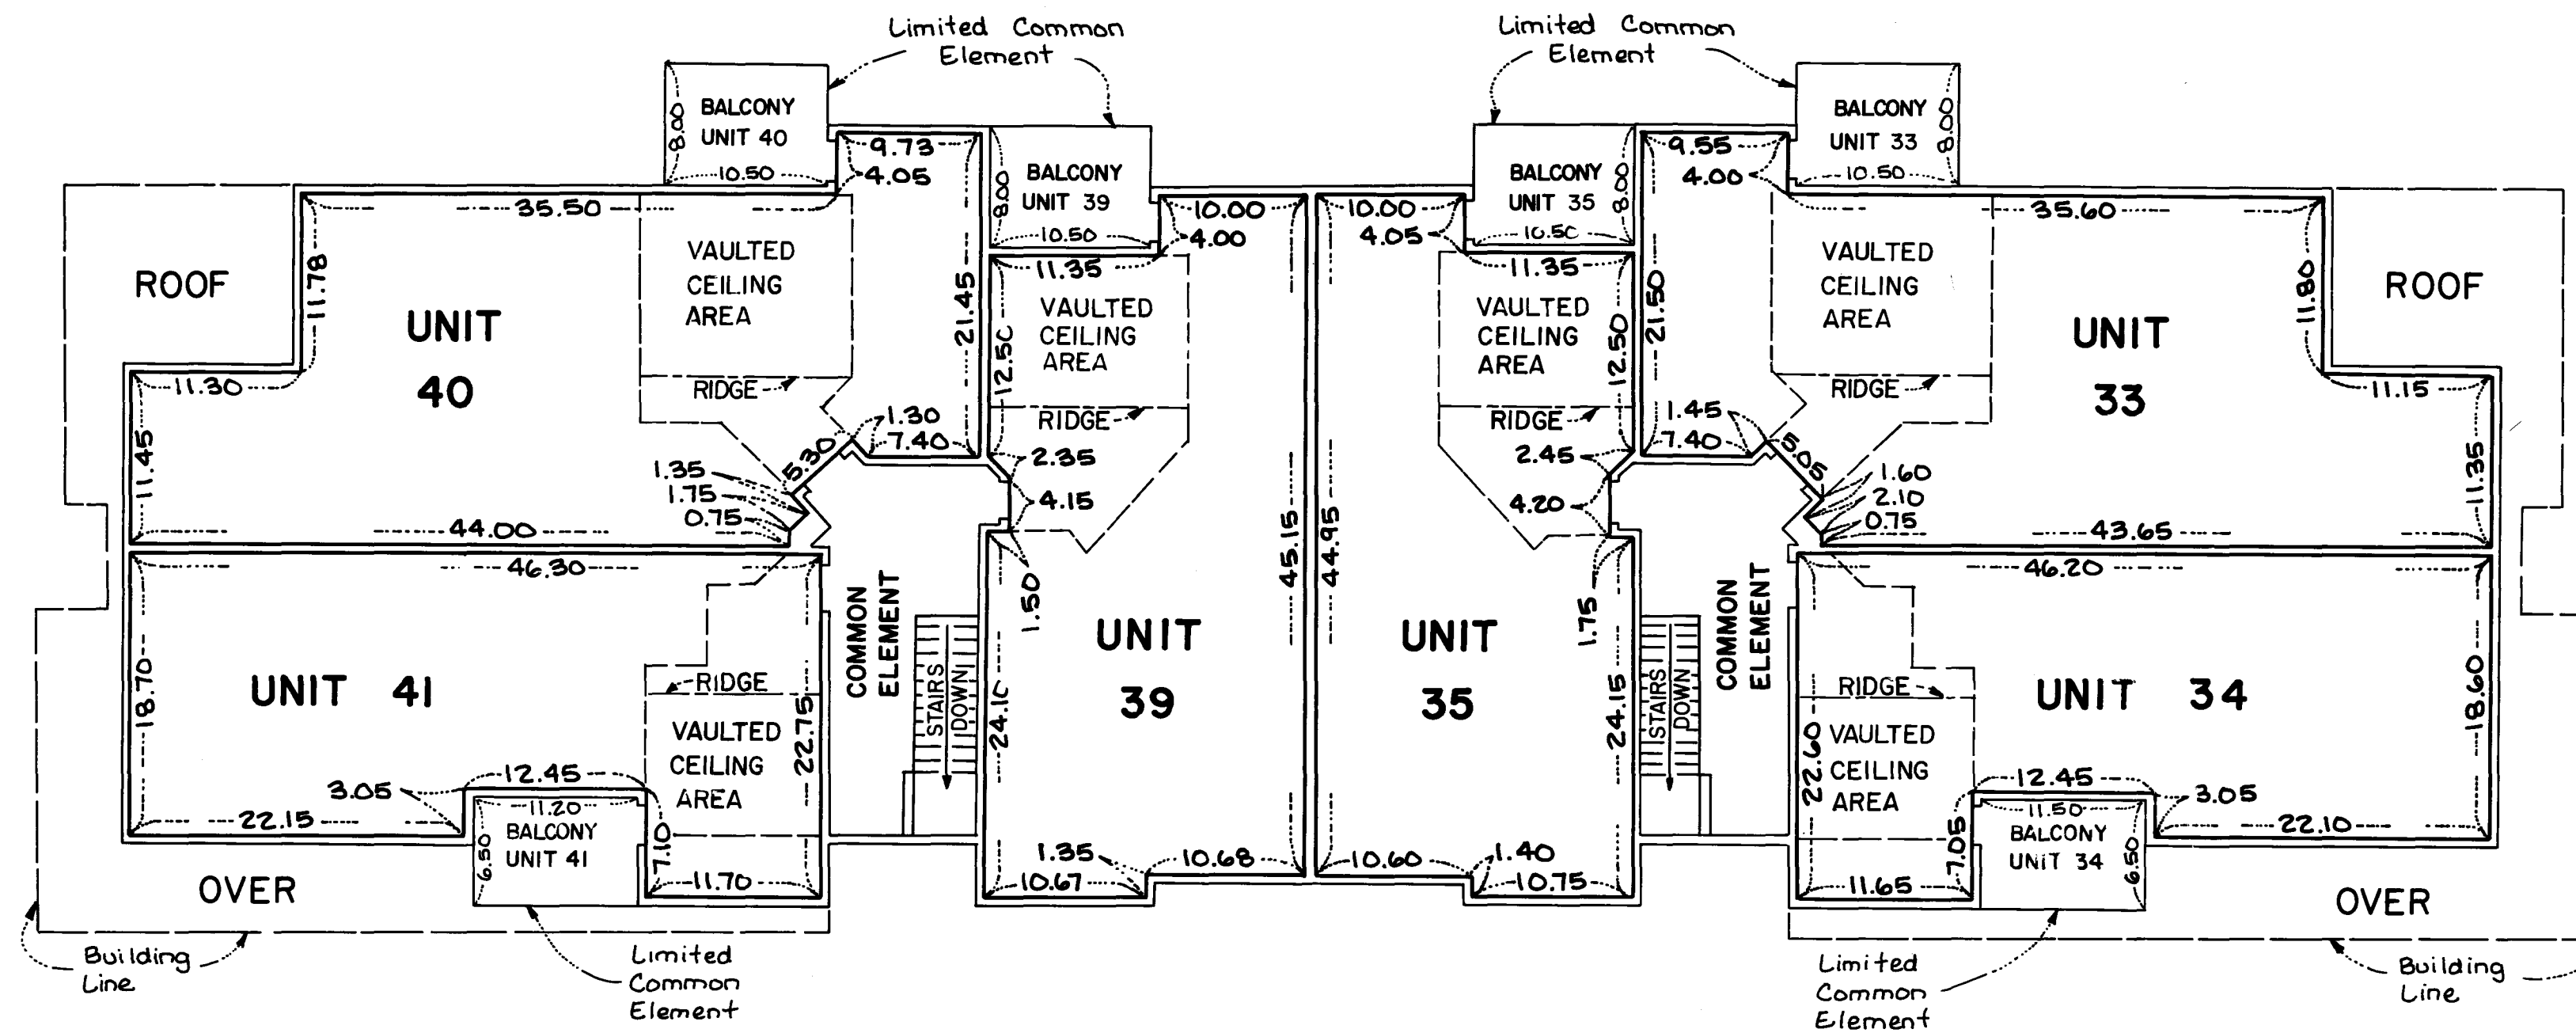 Limited Common
Element
Limited Common
Element
BALCONY
UNIT 40
8.00
10.50
9.73
4.05
BALCONY
UNIT 39
8.00
10.50
10.00
4.00
BALCONY
UNIT 35
8.00
10.50
10.00
4.05
9.55
4.00
BALCONY
UNIT 33
8.00
10.50
35.50
ROOF
11.78
UNIT
40
VAULTED
CEILING
AREA
RIDGE
21.45
11.30
11.45
1.30
7.40
5.30
1.35
1.75
0.75
44.00
11.35
12.50
VAULTED
CEILING
AREA
RIDGE
2.35
4.15
1.50
45.15
UNIT
39
24.10
1.35
10.67
10.68
11.35
12.50
VAULTED
CEILING
AREA
RIDGE
2.45
4.20
1.75
44.95
UNIT
35
24.15
10.60
1.40
10.75
35.60
21.50
VAULTED
CEILING
AREA
RIDGE
UNIT
33
11.80
ROOF
11.15
11.35
1.45
7.40
5.05
1.60
2.10
0.75
43.65
46.30
18.70
UNIT 41
RIDGE
VAULTED
CEILING
AREA
22.75
12.45
3.05
22.15
11.20
BALCONY
UNIT 41
6.50
7.10
11.70
OVER
COMMON
ELEMENT
STAIRS
DOWN
STAIRS
DOWN
COMMON
ELEMENT
46.20
RIDGE
UNIT 34
18.60
22.60
VAULTED
CEILING
AREA
12.45
3.05
11.50
BALCONY
UNIT 34
6.50
7.05
22.10
11.65
OVER
Building
Line
Limited
Common
Element
Limited
Common
Element
Building
Line